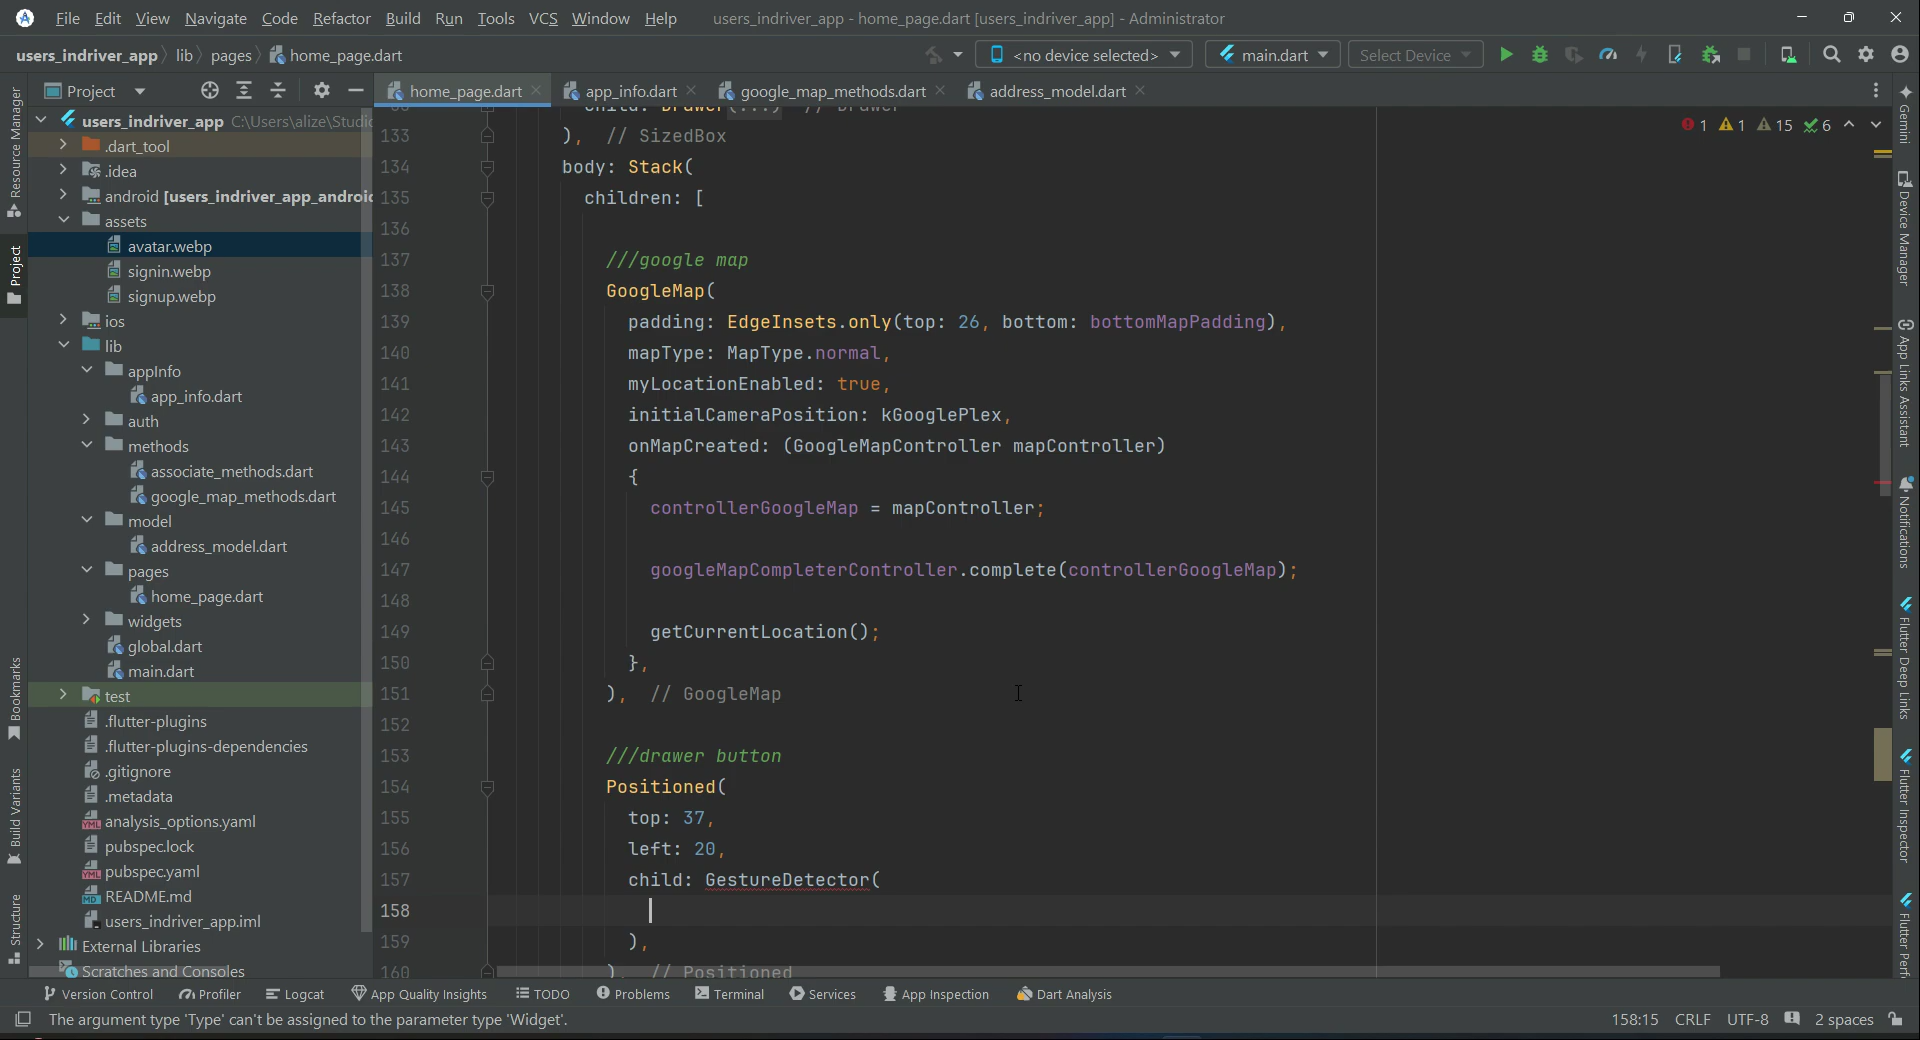 File Edit View Navigate Code Refactor Build Run Tools VCS Window Help users_indriver_app - home_page.dart [users_indriver_app] - Administrator
users_indriver_app lib pages home_page.dart <no device selected> main.dart Select Device
Project home_page.dart app_info.dart google_map_methods.dart address_model.dart
users_indriver_app C:\Users\alize\Studi
.dart_tool
.idea
android [users_indriver_app_androi
assets
avatar.webp
signin.webp
signup.webp
ios
lib
appInfo
app_info.dart
auth
methods
associate_methods.dart
google_map_methods.dart
model
address_model.dart
pages
home_page.dart
widgets
global.dart
main.dart
test
.flutter-plugins
.flutter-plugins-dependencies
.gitignore
.metadata
analysis_options.yaml
pubspec.lock
pubspec.yaml
README.md
users_indriver_app.iml
External Libraries
Scratches and Consoles
child: Drawer(...) // Drawer
133 ), // SizedBox
134 body: Stack(
135 children: [
136
137 ///google map
138 GoogleMap(
139 padding: EdgeInsets.only(top: 26, bottom: bottomMapPadding),
140 mapType: MapType.normal,
141 myLocationEnabled: true,
142 initialCameraPosition: kGooglePlex,
143 onMapCreated: (GoogleMapController mapController)
144 {
145 controllerGoogleMap = mapController;
146
147 googleMapCompleterController.complete(controllerGoogleMap);
148
149 getCurrentLocation();
150 },
151 ), // GoogleMap
152
153 ///drawer button
154 Positioned(
155 top: 37,
156 left: 20,
157 child: GestureDetector(
158
159 ),
160 ) // Positioned
1 1 15 6
Resource Manager
Project
Bookmarks
Build Variants
Structure
Gemini
Device Manager
App Links Assistant
Notifications
Flutter Deep Links
Flutter Inspector
Flutter Perf
Version Control Profiler Logcat App Quality Insights TODO Problems Terminal Services App Inspection Dart Analysis
The argument type 'Type' can't be assigned to the parameter type 'Widget'. 158:15 CRLF UTF-8 2 spaces